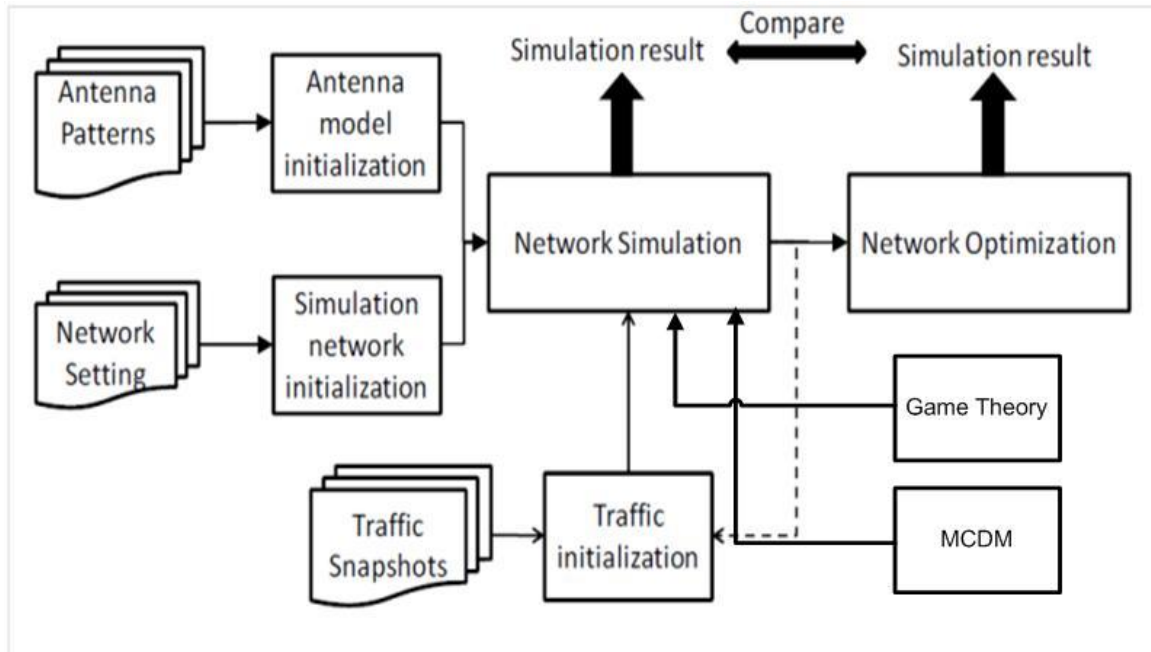 Compare
Simulation result
Simulation result
Antenna
Patterns
Antenna
model
initialization
Network Simulation
Network Optimization
Network
Setting
Simulation
network
initialization
Game Theory
Traffic
Snapshots
Traffic
initialization
MCDM